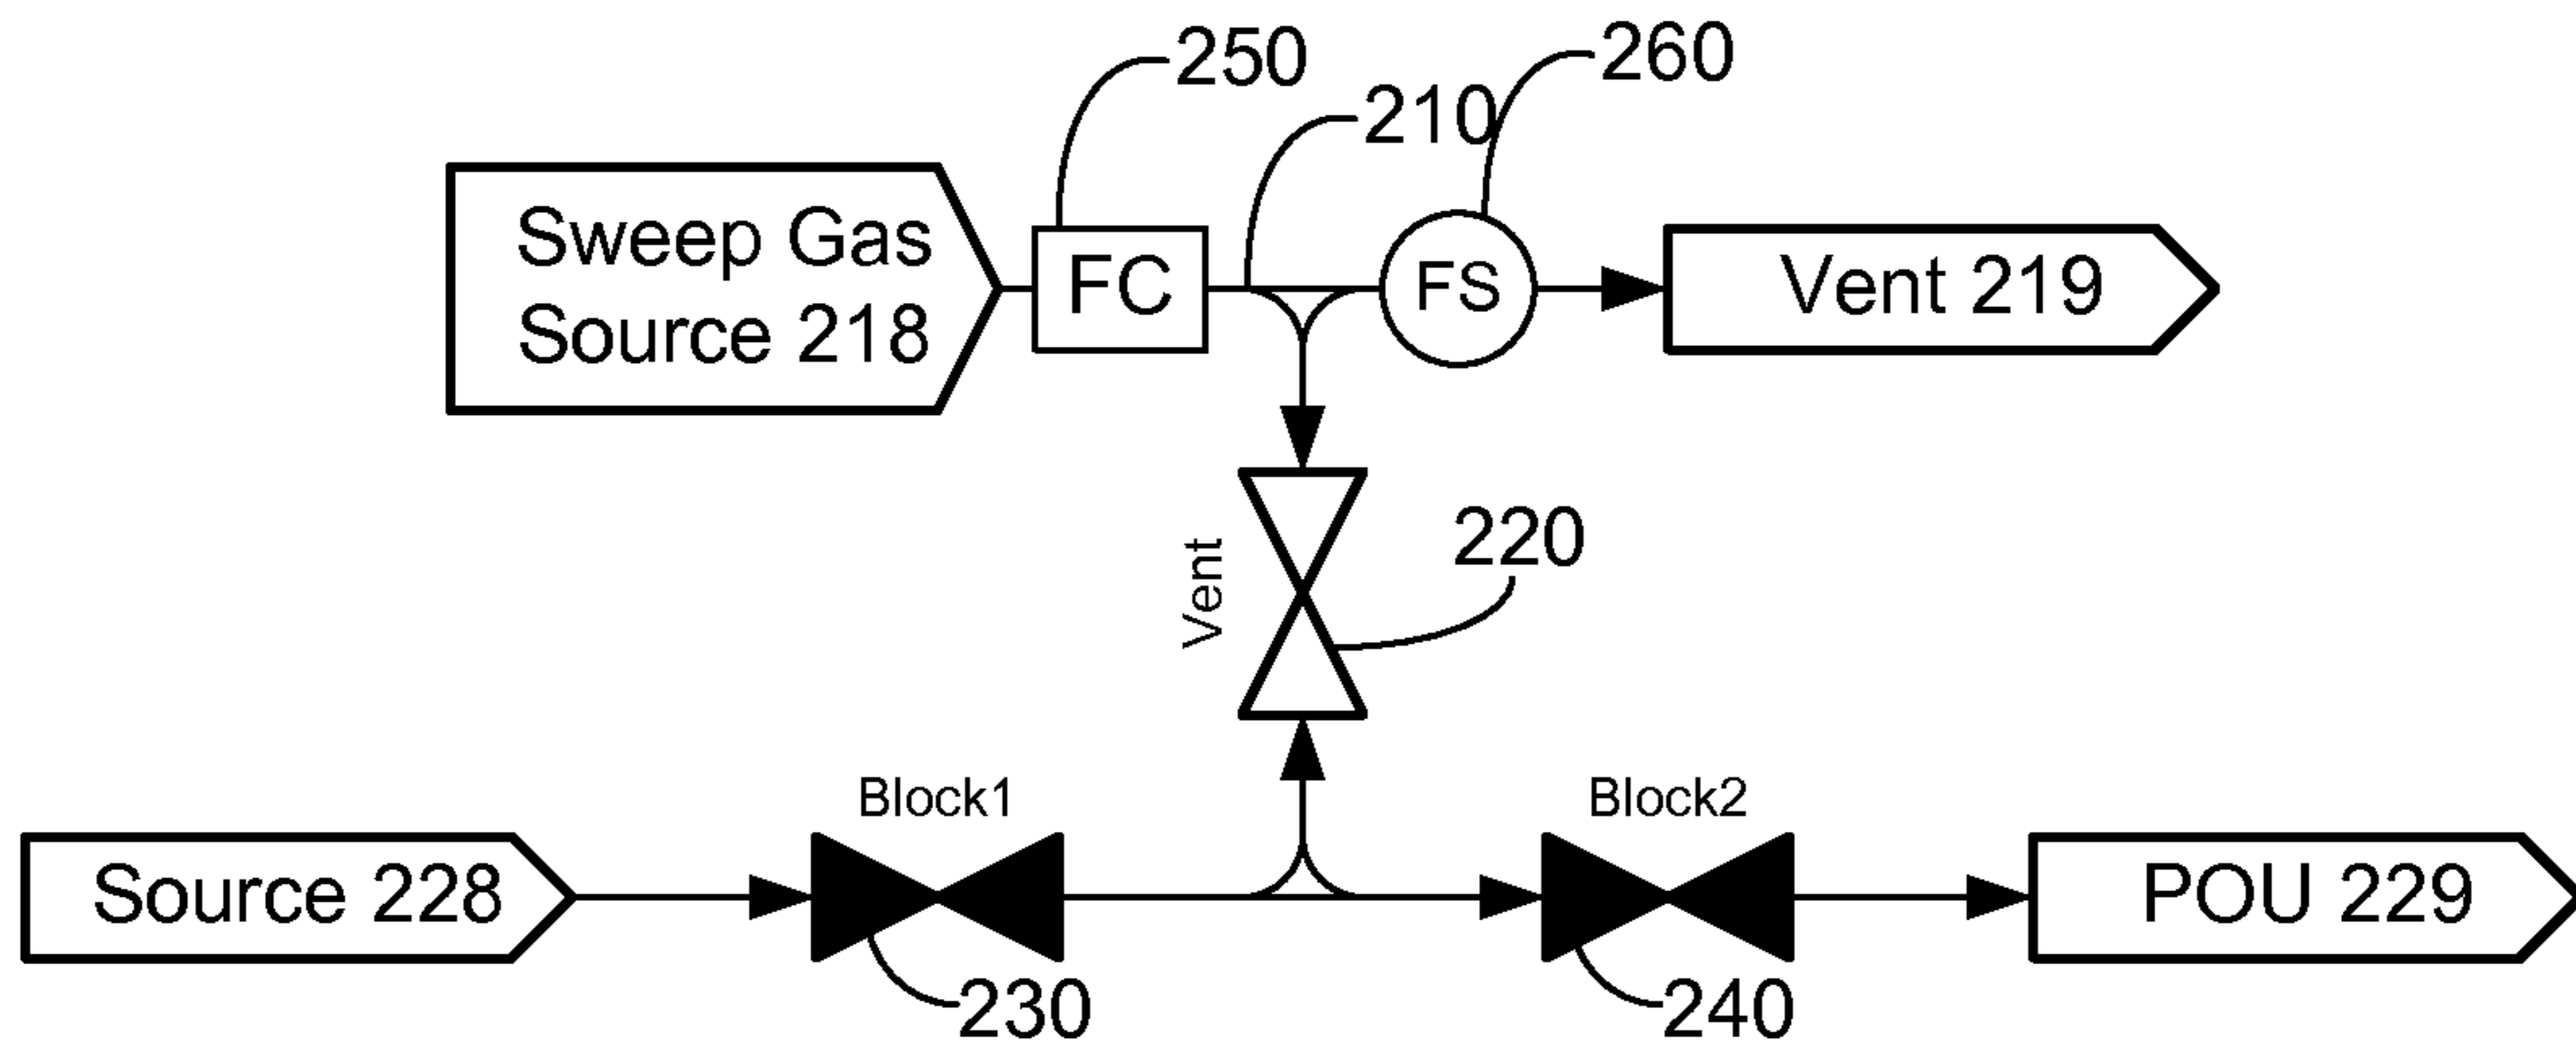 250
260
210
Sweep Gas
Source 218
FC
FS
Vent 219
220
Vent
Block1
Block2
Source 228
POU 229
230
240